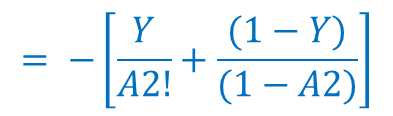 = −[Y/A2! + (1 − Y)/(1 − A2)]